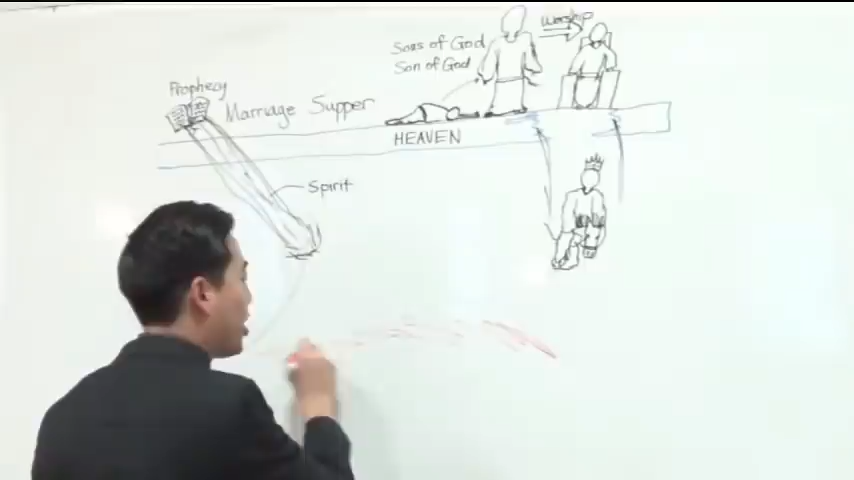 Worship
Sons of God
Son of God
Prophecy
Marriage Supper
HEAVEN
Spirit